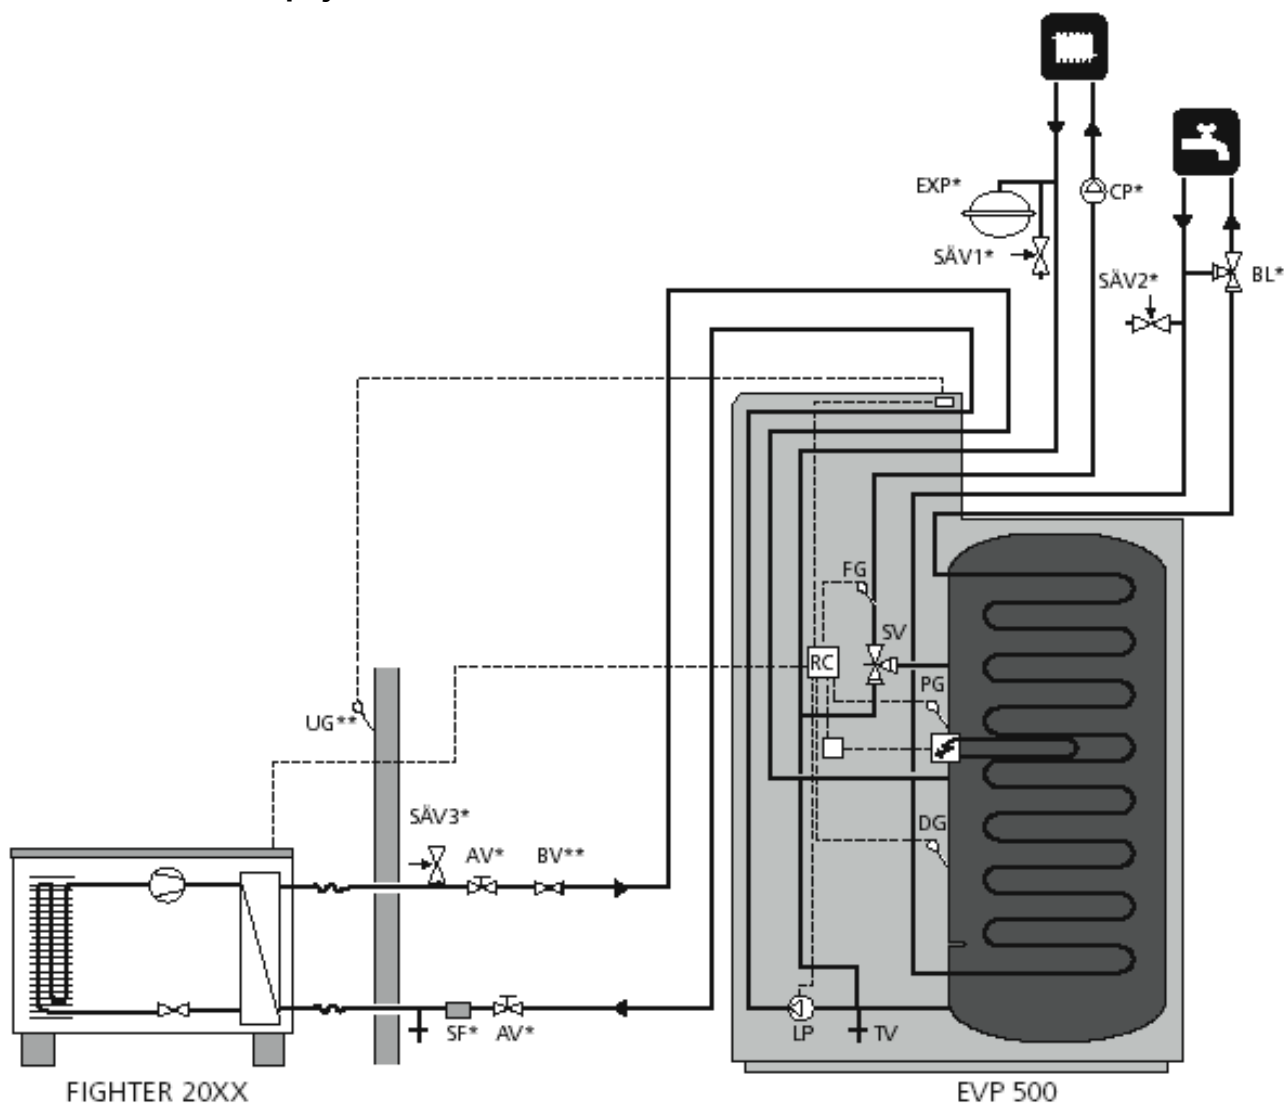 EXP*
CP*
SÄV1*
SÄV2*
BL*
FG
SV
RC
PG
UG**
SÄV3*
DG
AV*
BV**
SF*
AV*
LP
TV
FIGHTER 20XX
EVP 500